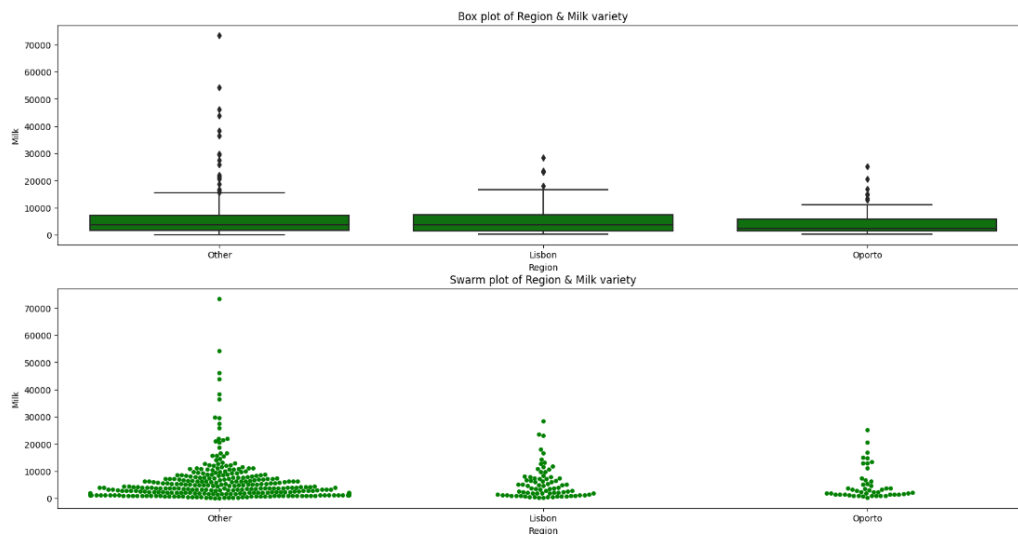 Box plot of Region & Milk variety
70000
60000
50000
40000
30000
20000
10000
0
Milk
Other Lisbon Oporto
Region
Swarm plot of Region & Milk variety
70000
60000
50000
40000
30000
20000
10000
0
Milk
Other Lisbon Oporto
Region